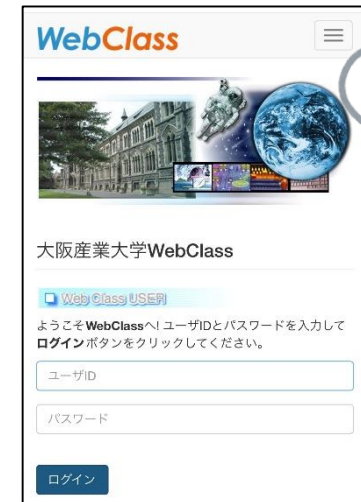 WebClass
大阪産業大学WebClass
Web Class USER
ようこそWebClassへ! ユーザIDとパスワードを入力して
ログインボタンをクリックしてください。
ユーザID
パスワード
ログイン